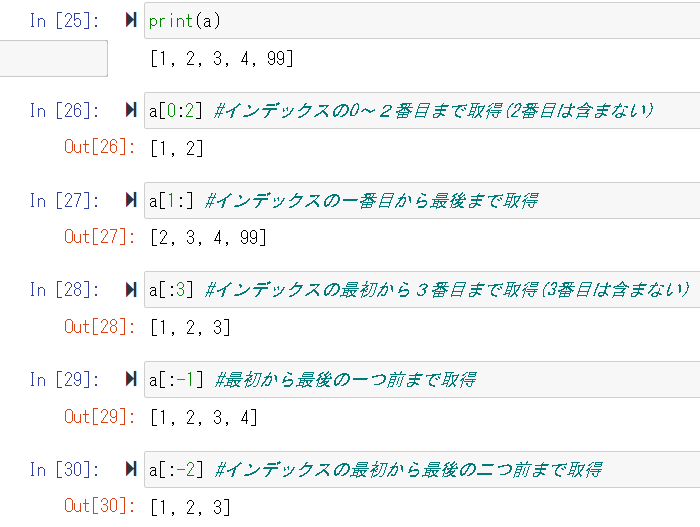 In [25]: print(a)
[1, 2, 3, 4, 99]
In [26]: a[0:2] #インデックスの0～２番目まで取得(2番目は含まない)
Out[26]: [1, 2]
In [27]: a[1:] #インデックスの一番目から最後まで取得
Out[27]: [2, 3, 4, 99]
In [28]: a[:3] #インデックスの最初から３番目まで取得(3番目は含まない)
Out[28]: [1, 2, 3]
In [29]: a[:-1] #最初から最後の一つ前まで取得
Out[29]: [1, 2, 3, 4]
In [30]: a[:-2] #インデックスの最初から最後の二つ前まで取得
Out[30]: [1, 2, 3]